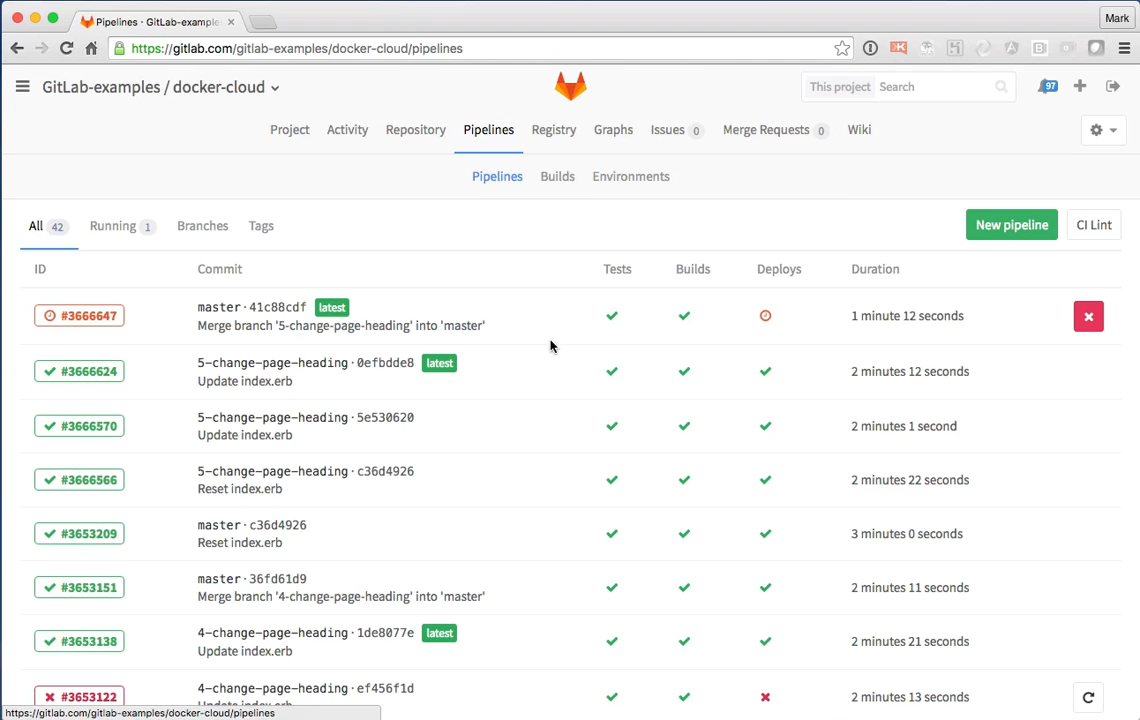 Pipelines · GitLab-example
Mark
https://gitlab.com/gitlab-examples/docker-cloud/pipelines
GitLab-examples / docker-cloud
This project Search
97
Project Activity Repository Pipelines Registry Graphs Issues 0 Merge Requests 0 Wiki
Pipelines Builds Environments
All 42 Running 1 Branches Tags
New pipeline CI Lint
ID Commit Tests Builds Deploys Duration
#3666647 master · 41c88cdf latest 1 minute 12 seconds
Merge branch '5-change-page-heading' into 'master'
#3666624 5-change-page-heading · 0efbdde8 latest 2 minutes 12 seconds
Update index.erb
#3666570 5-change-page-heading · 5e530620 2 minutes 1 second
Update index.erb
#3666566 5-change-page-heading · c36d4926 2 minutes 22 seconds
Reset index.erb
#3653209 master · c36d4926 3 minutes 0 seconds
Reset index.erb
#3653151 master · 36fd61d9 2 minutes 11 seconds
Merge branch '4-change-page-heading' into 'master'
#3653138 4-change-page-heading · 1de8077e latest 2 minutes 21 seconds
Update index.erb
#3653122 4-change-page-heading · ef456f1d 2 minutes 13 seconds
Update index.erb
https://gitlab.com/gitlab-examples/docker-cloud/pipelines